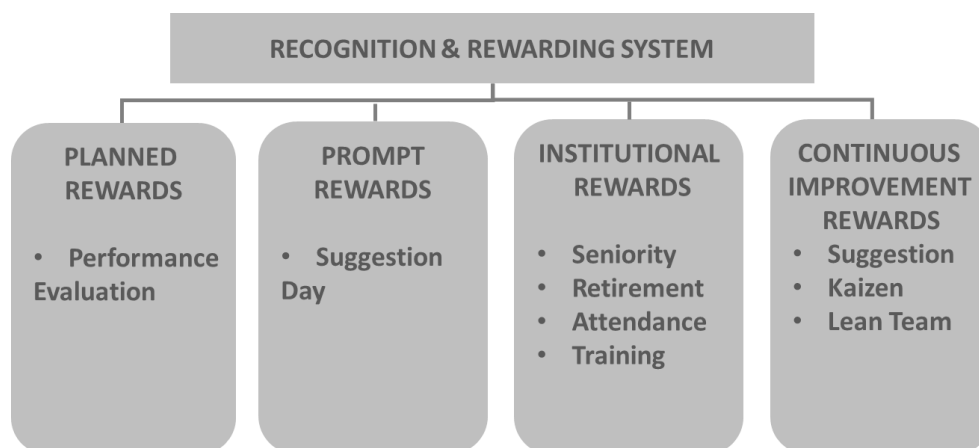 RECOGNITION & REWARDING SYSTEM
PLANNED
REWARDS
• Performance
Evaluation
PROMPT
REWARDS
• Suggestion
Day
INSTITUTIONAL
REWARDS
• Seniority
• Retirement
• Attendance
• Training
CONTINUOUS
IMPROVEMENT
REWARDS
• Suggestion
• Kaizen
• Lean Team